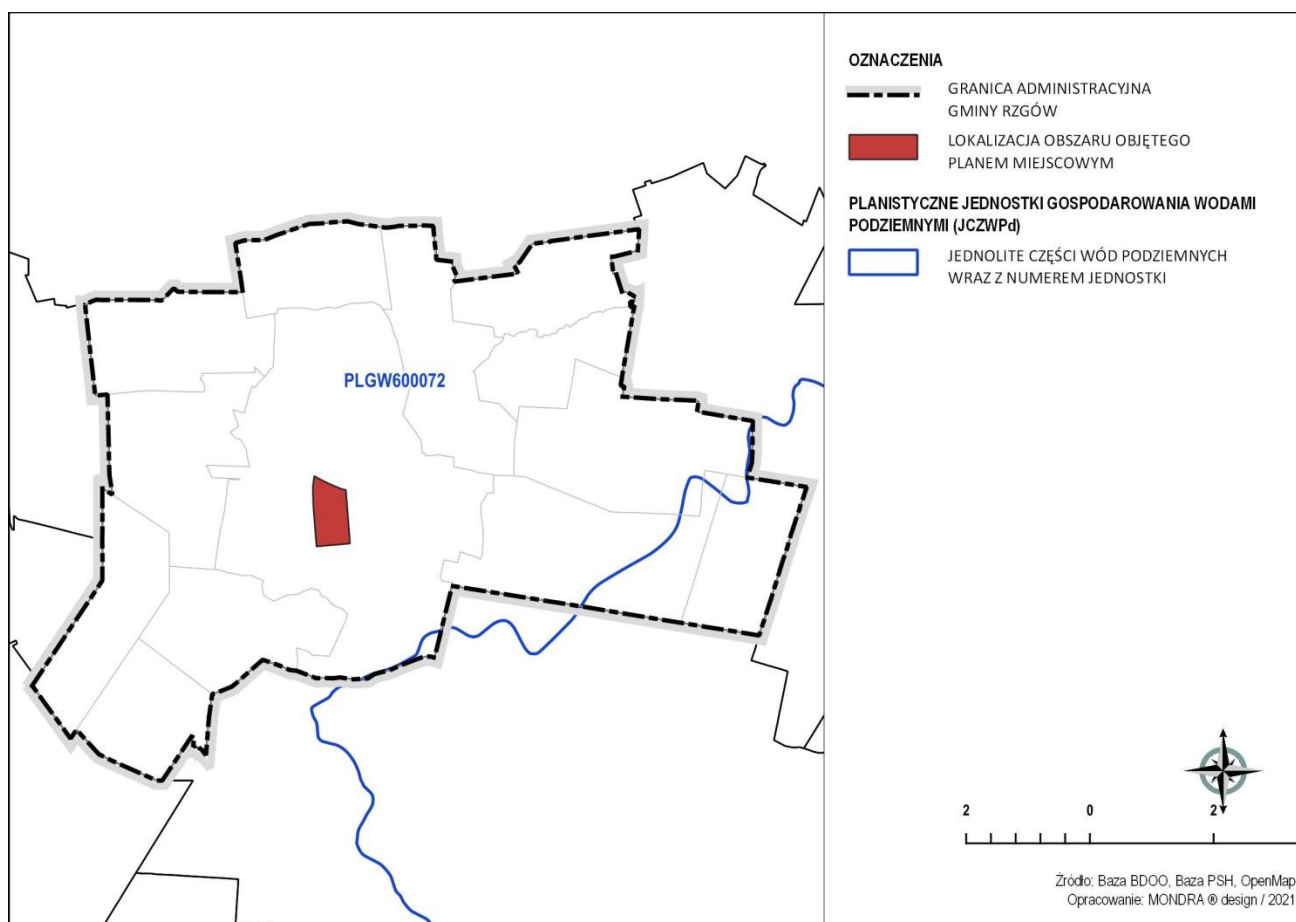 OZNACZENIA
GRANICA ADMINISTRACYJNA
GMINY RZGÓW
LOKALIZACJA OBSZARU OBJĘTEGO
PLANEM MIEJSCOWYM
PLANISTYCZNE JEDNOSTKI GOSPODAROWANIA WODAMI
PODZIEMNYMI (JCZWPd)
JEDNOLITE CZĘŚCI WÓD PODZIEMNYCH
WRAZ Z NUMEREM JEDNOSTKI
PLGW600072
2 0 2
Źródło: Baza BDOO, Baza PSH, OpenMap
Opracowanie: MONDRA ® design / 2021